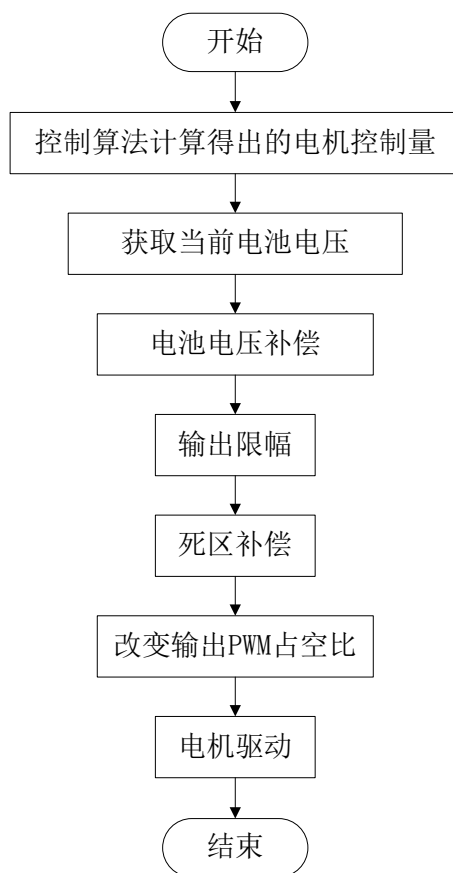 开始
控制算法计算得出的电机控制量
获取当前电池电压
电池电压补偿
输出限幅
死区补偿
改变输出PWM占空比
电机驱动
结束